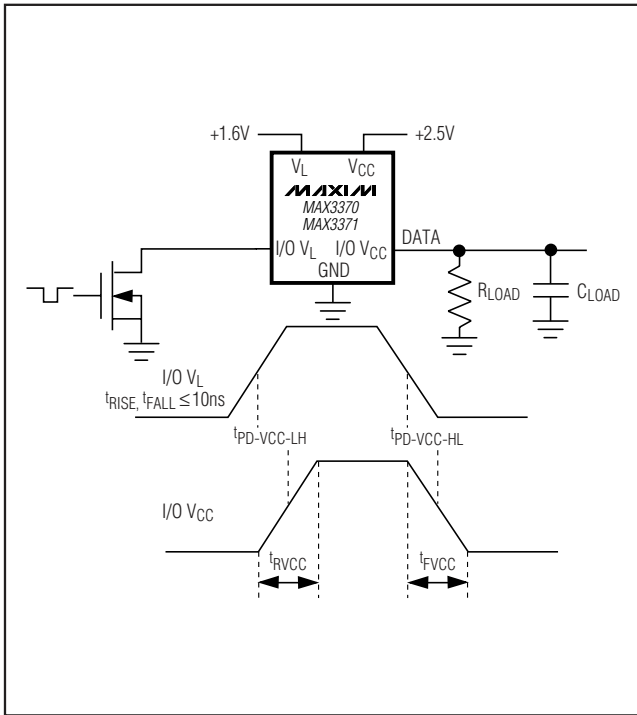 +1.6V +2.5V
VL VCC
MAXIM
MAX3370
MAX3371
I/O VL I/O VCC DATA
GND
RLOAD CLOAD
I/O VL
tRISE, tFALL ≤ 10ns
tPD-VCC-LH tPD-VCC-HL
I/O VCC
tRVCC tFVCC